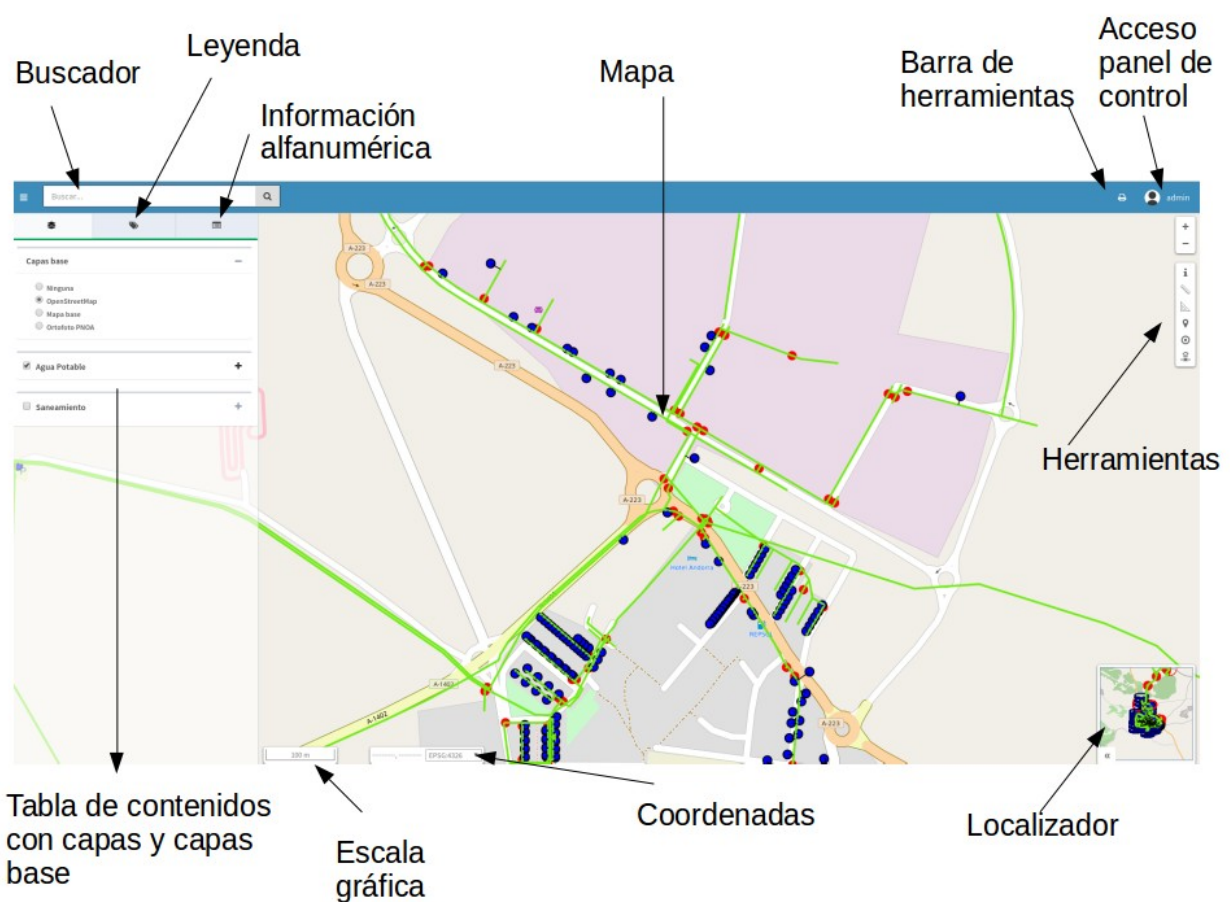 Leyenda
Buscador
Información
alfanumérica
Mapa
Barra de
herramientas
Acceso
panel de
control
Buscar...
admin
Capas base
Ninguna
OpenStreetMap
Mapa base
Ortofoto PNOA
Agua Potable
Saneamiento
A-223
A-223
A-223
A-223
Hotel Andorra
-223
REPSOL
A-1402
A-1402
A-223
Herramientas
100 m
EPSG:4326
Tabla de contenidos
con capas y capas
base
Escala
gráfica
Coordenadas
Localizador